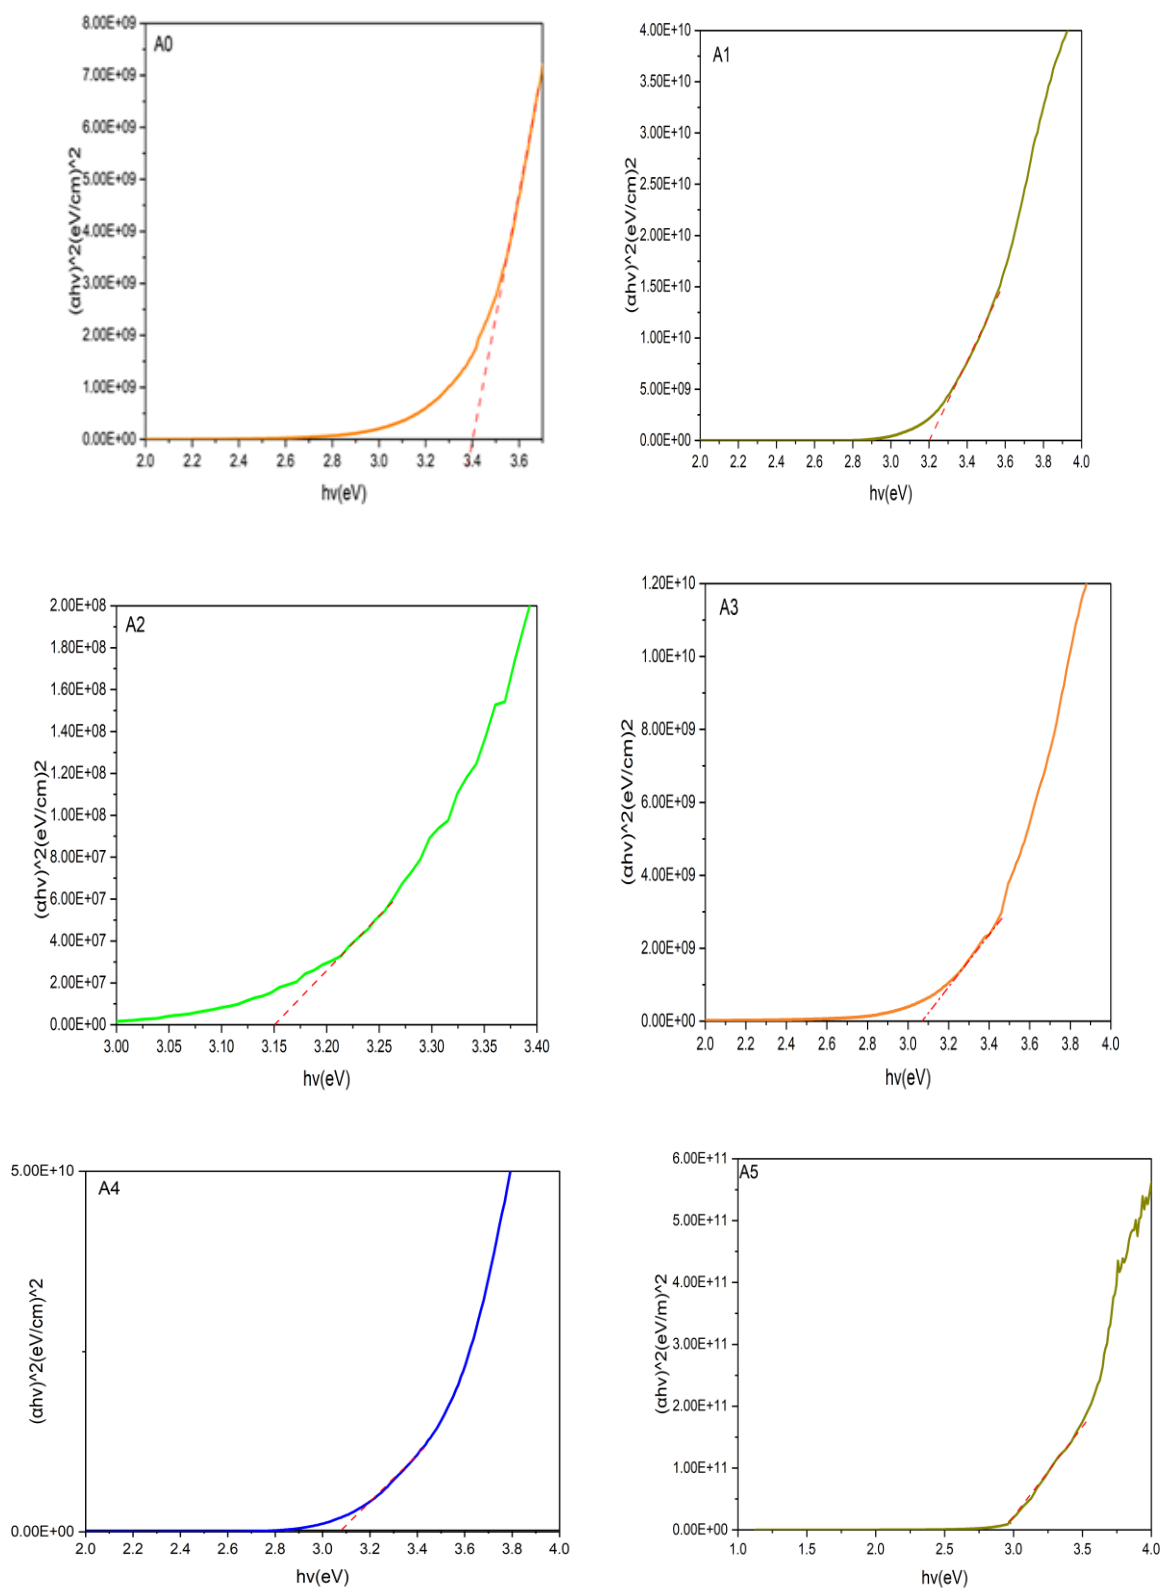 A0
8.00E+09
7.00E+09
6.00E+09
5.00E+09
4.00E+09
3.00E+09
2.00E+09
1.00E+09
0.00E+00
(αhv)^2(eV/cm)^2
2.0 2.2 2.4 2.6 2.8 3.0 3.2 3.4 3.6
hv(eV)
A1
4.00E+10
3.50E+10
3.00E+10
2.50E+10
2.00E+10
1.50E+10
1.00E+10
5.00E+09
0.00E+00
(αhv)^2(eV/cm)2
2.0 2.2 2.4 2.6 2.8 3.0 3.2 3.4 3.6 3.8 4.0
hv(eV)
A2
2.00E+08
1.80E+08
1.60E+08
1.40E+08
1.20E+08
1.00E+08
8.00E+07
6.00E+07
4.00E+07
2.00E+07
0.00E+00
(αhv)^2(eV/cm)2
3.00 3.05 3.10 3.15 3.20 3.25 3.30 3.35 3.40
hv(eV)
A3
1.20E+10
1.00E+10
8.00E+09
6.00E+09
4.00E+09
2.00E+09
0.00E+00
(αhv)^2(eV/cm)2
2.0 2.2 2.4 2.6 2.8 3.0 3.2 3.4 3.6 3.8 4.0
hv(eV)
A4
5.00E+10
0.00E+00
(αhv)^2(eV/cm)^2
2.0 2.2 2.4 2.6 2.8 3.0 3.2 3.4 3.6 3.8 4.0
hv(eV)
A5
6.00E+11
5.00E+11
4.00E+11
3.00E+11
2.00E+11
1.00E+11
0.00E+00
(αhv)^2(eV/m)^2
1.0 1.5 2.0 2.5 3.0 3.5 4.0
hv(eV)